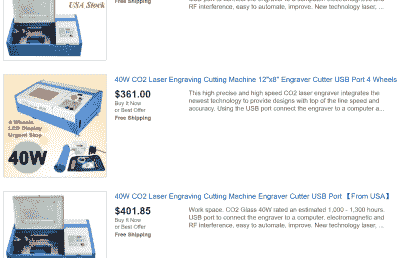 USA Stock
Free Shipping
RF interference, easy to automate, improve. New technology laser, ...
40W CO2 Laser Engraving Cutting Machine 12"x8" Engraver Cutter USB Port 4 Wheels
$361.00
Buy It Now
or Best Offer
Free Shipping
This high precise and high speed CO2 laser engraver integrates the
newest technology to provide designs with top of the line speed and
accuracy. Using the USB port connect the engraver to a computer a...
4 Wheels
LED Display
Urgent Stop
40W
40W CO2 Laser Engraving Cutting Machine Engraver Cutter USB Port【From USA】
$401.85
Buy It Now
or Best Offer
Free Shipping
Work space. CO2 Glass 40W rated an estimated 1,000 - 1,300 hours.
USB port to connect the engraver to a computer. electromagnetic and
RF interference, easy to automate, improve. New technology laser, ...